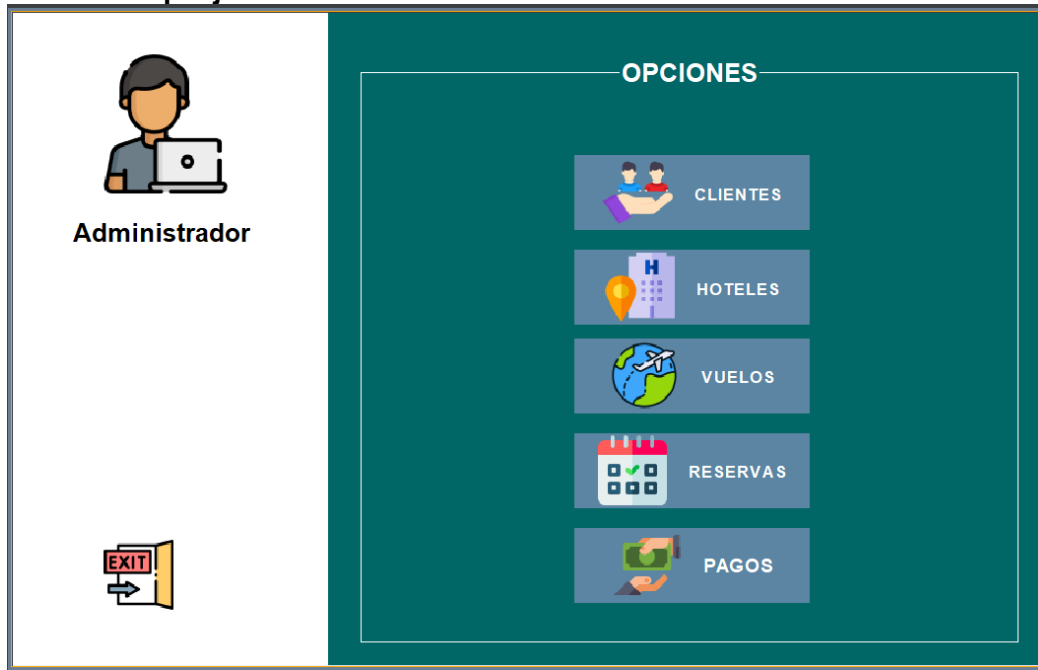 OPCIONES
Administrador
CLIENTES
H
HOTELES
VUELOS
RESERVAS
PAGOS
EXIT